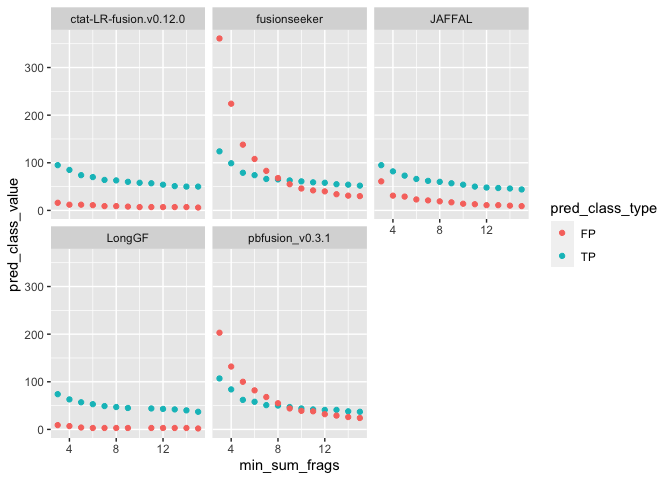 ctat-LR-fusion.v0.12.0
fusionseeker
JAFFAL
300
200
100
0
4
8
12
LongGF
pbfusion_v0.3.1
300
200
100
0
4
8
12
4
8
12
pred_class_value
min_sum_frags
pred_class_type
FP
TP